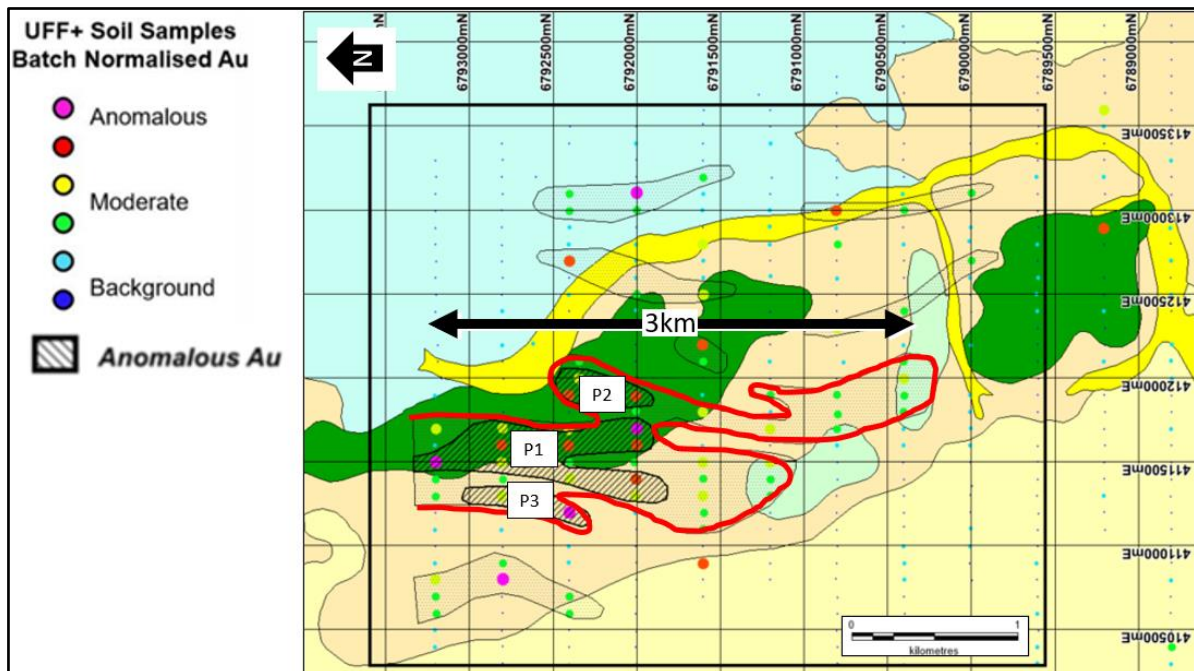 UFF+ Soil Samples
Batch Normalised Au
Anomalous
Moderate
Background
Anomalous Au
N
6793000mN
6792500mN
6792000mN
6791500mN
6791000mN
6790500mN
6790000mN
6789500mN
6789000mN
413500mE
413000mE
412500mE
412000mE
411500mE
411000mE
410500mE
3km
P2
P1
P3
0
1
kilometres